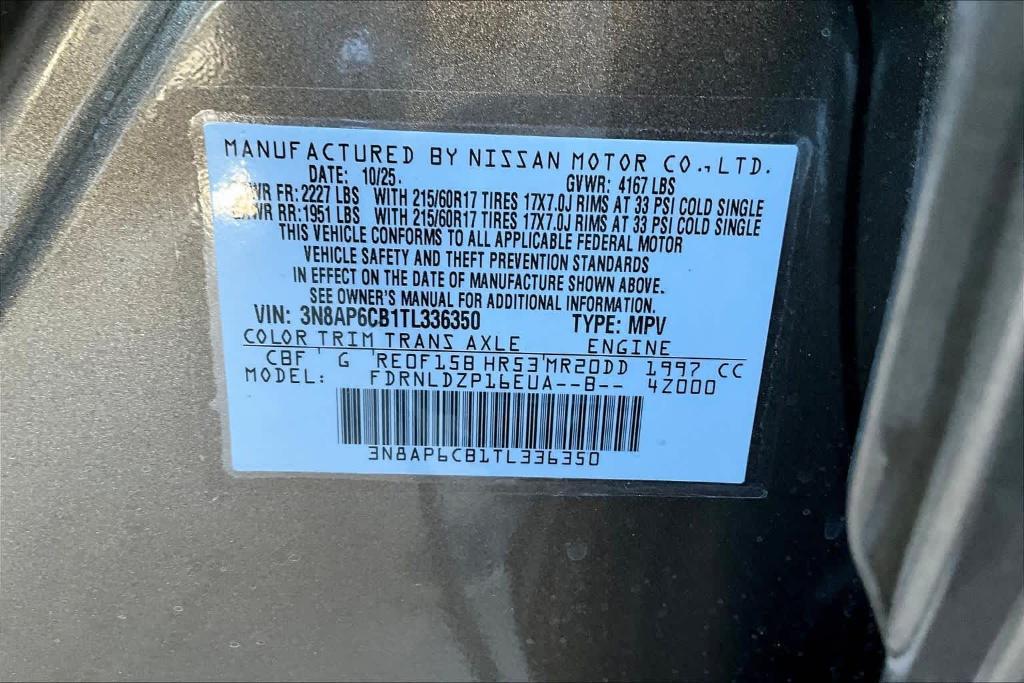 MANUFACTURED BY NISSAN MOTOR CO.,LTD.
DATE: 10/25. GVWR: 4167 LBS
GAWR FR: 2227 LBS WITH 215/60R17 TIRES 17X7.0J RIMS AT 33 PSI COLD SINGLE
GAWR RR: 1951 LBS WITH 215/60R17 TIRES 17X7.0J RIMS AT 33 PSI COLD SINGLE
THIS VEHICLE CONFORMS TO ALL APPLICABLE FEDERAL MOTOR
VEHICLE SAFETY AND THEFT PREVENTION STANDARDS
IN EFFECT ON THE DATE OF MANUFACTURE SHOWN ABOVE.
SEE OWNER'S MANUAL FOR ADDITIONAL INFORMATION.
VIN: 3N8AP6CB1TL336350 TYPE: MPV
COLOR TRIM TRANS AXLE ENGINE
CBF G RE0F15B HR53 MR20DD 1997 CC
MODEL: FDRNLDZP16EUA--B-- 4Z000
3N8AP6CB1TL336350